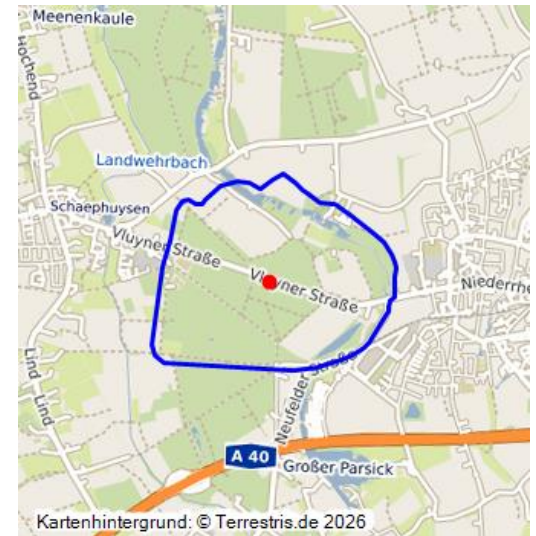 Meenenkaule
Hochend
Landwehrbach
Schaephuysen
Vluyner Straße
Vluyner Straße
Niederrhe
Lind
Lind
Neufelder Straße
A 40
Großer Parsick
Kartenhintergrund: © Terrestris.de 2026